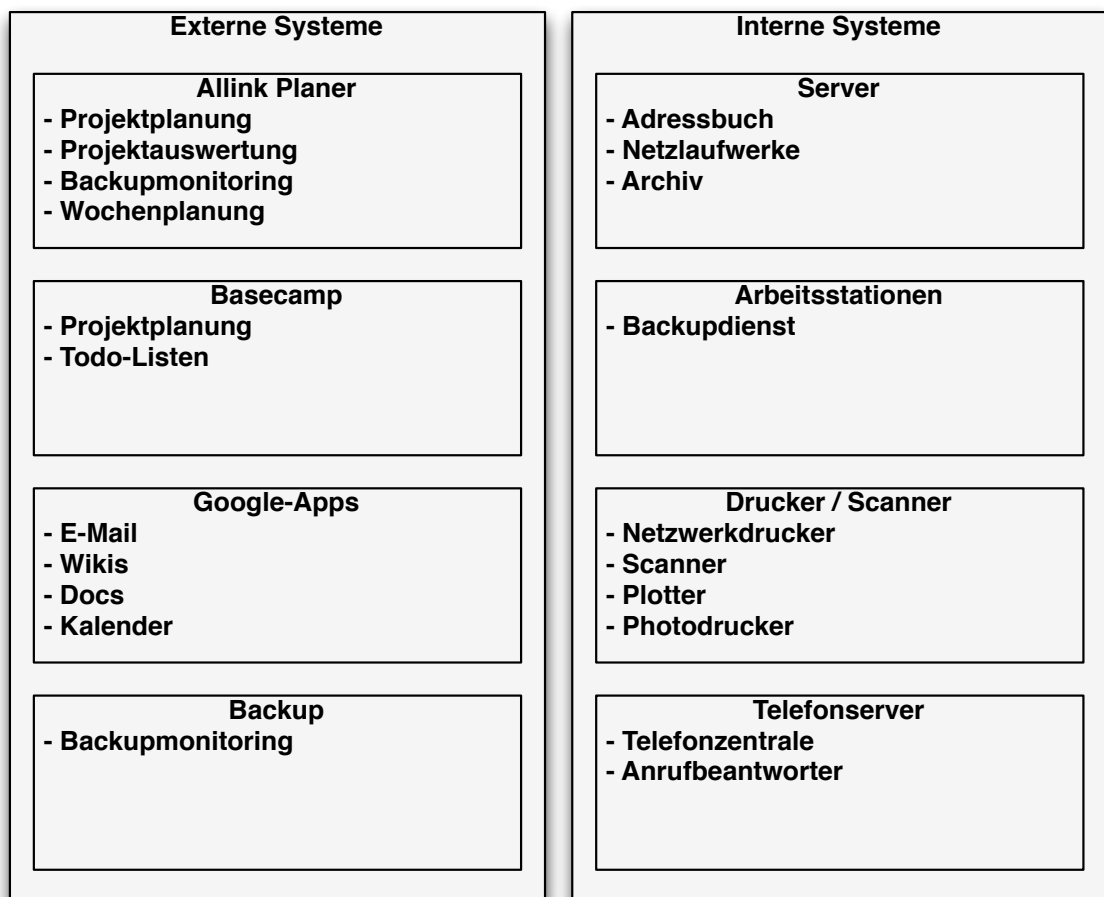 Externe Systeme
Allink Planer
- Projektplanung
- Projektauswertung
- Backupmonitoring
- Wochenplanung
Basecamp
- Projektplanung
- Todo-Listen
Google-Apps
- E-Mail
- Wikis
- Docs
- Kalender
Backup
- Backupmonitoring
Interne Systeme
Server
- Adressbuch
- Netzlaufwerke
- Archiv
Arbeitsstationen
- Backupdienst
Drucker / Scanner
- Netzwerkdrucker
- Scanner
- Plotter
- Photodrucker
Telefonserver
- Telefonzentrale
- Anrufbeantworter